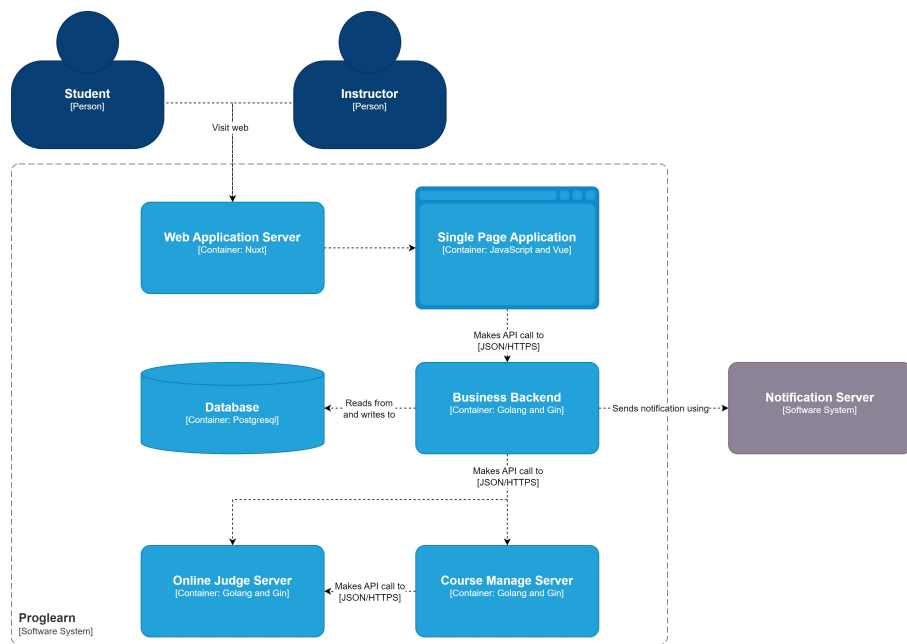 Student
[Person]
Instructor
[Person]
Visit web
Web Application Server
[Container: Nuxt]
Single Page Application
[Container: JavaScript and Vue]
Makes API call to
[JSON/HTTPS]
Database
[Container: Postgresql]
Reads from
and writes to
Business Backend
[Container: Golang and Gin]
Sends notification using
Notification Server
[Software System]
Makes API call to
[JSON/HTTPS]
Online Judge Server
[Container: Golang and Gin]
Makes API call to
[JSON/HTTPS]
Course Manage Server
[Container: Golang and Gin]
Proglearn
[Software System]